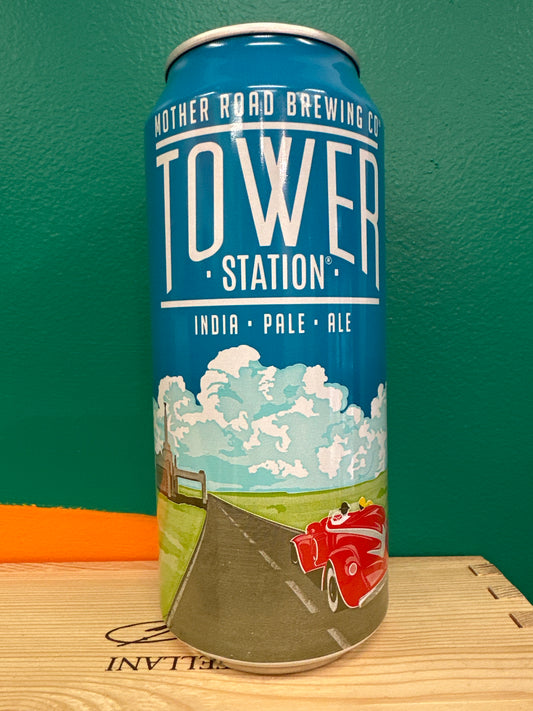 MOTHER ROAD BREWING CO®
TOWER
· STATION® ·
INDIA · PALE · ALE